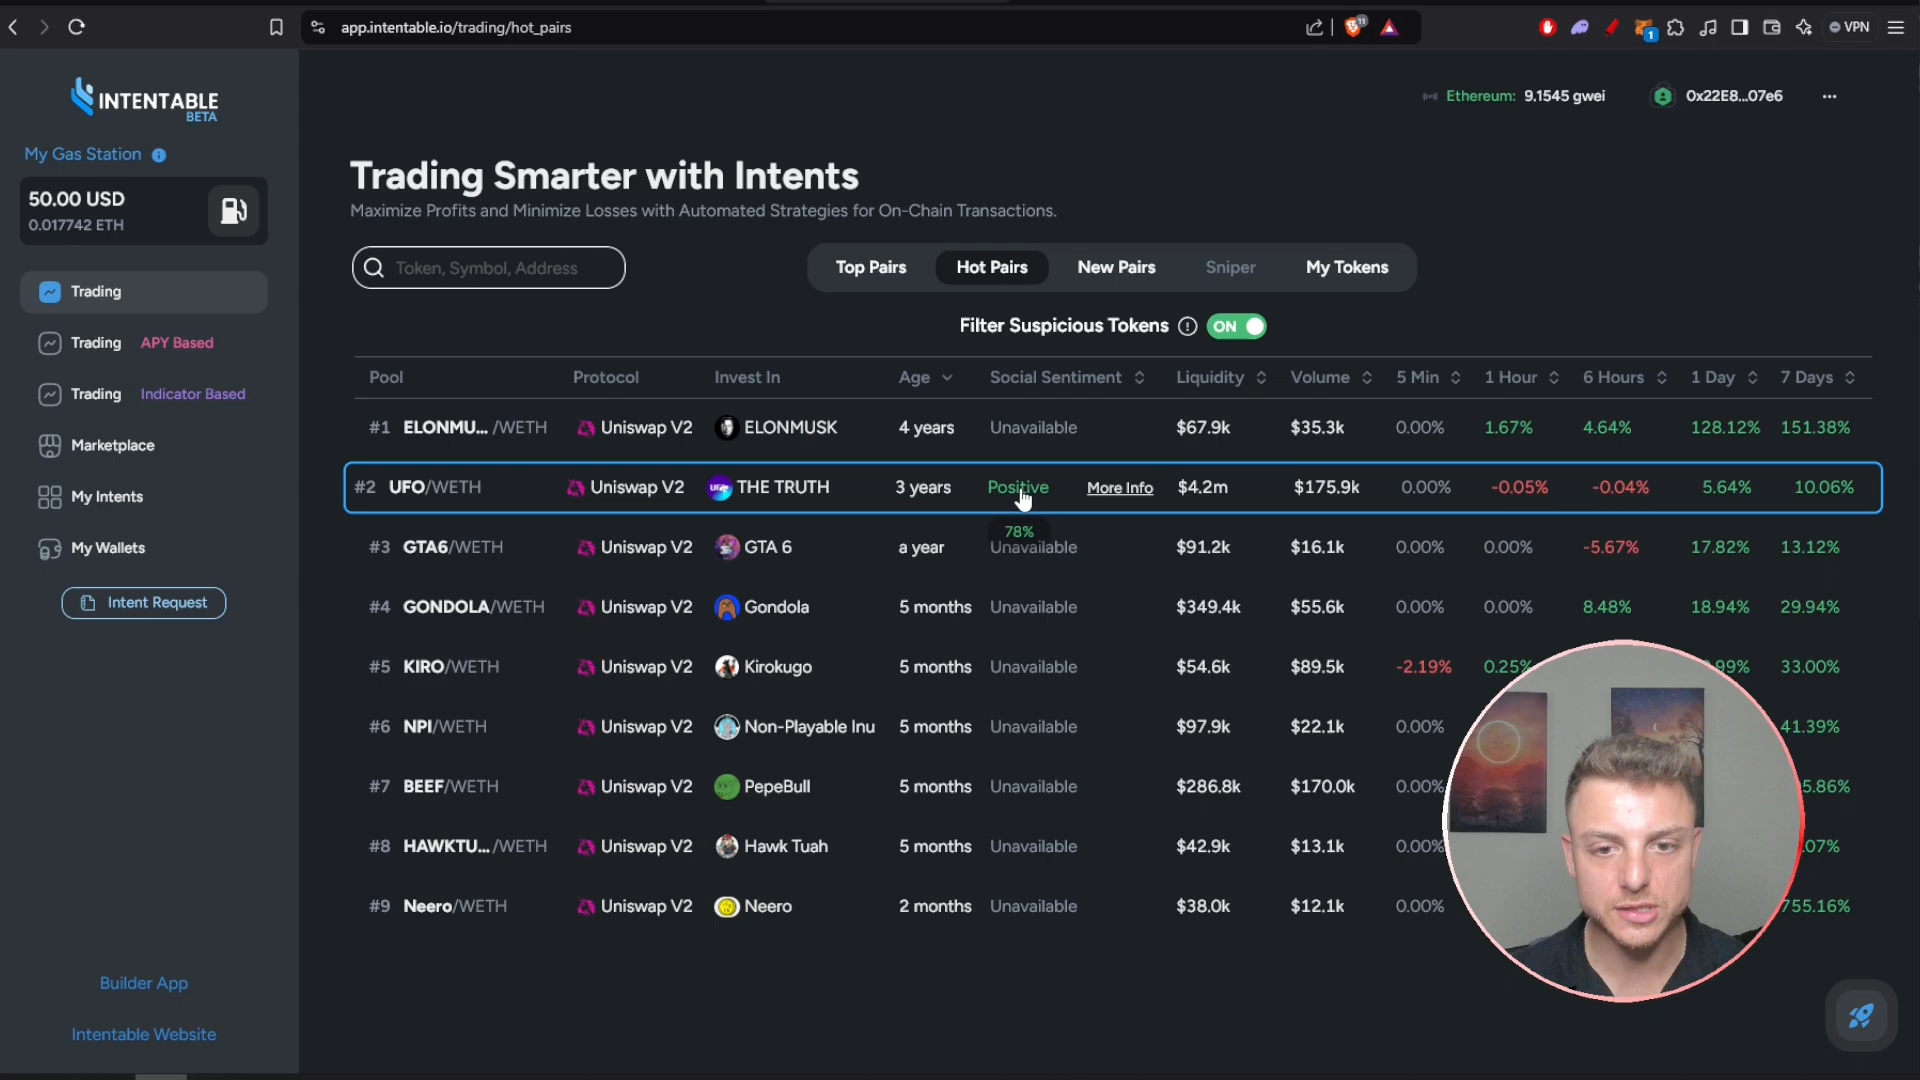 app.intentable.io/trading/hot_pairs
11
1
VPN
INTENTABLE
BETA
Ethereum: 9.1545 gwei
0x22E8...07e6
My Gas Station
50.00 USD
0.017742 ETH
Trading
Trading APY Based
Trading Indicator Based
Marketplace
My Intents
My Wallets
Intent Request
Builder App
Intentable Website
Trading Smarter with Intents
Maximize Profits and Minimize Losses with Automated Strategies for On-Chain Transactions.
Token, Symbol, Address
Top Pairs Hot Pairs New Pairs Sniper My Tokens
Filter Suspicious Tokens ON
Pool Protocol Invest In Age Social Sentiment Liquidity Volume 5 Min 1 Hour 6 Hours 1 Day 7 Days
#1 ELONMU... /WETH Uniswap V2 ELONMUSK 4 years Unavailable $67.9k $35.3k 0.00% 1.67% 4.64% 128.12% 151.38%
#2 UFO/WETH Uniswap V2 THE TRUTH 3 years Positive More Info $4.2m $175.9k 0.00% -0.05% -0.04% 5.64% 10.06%
78%
#3 GTA6/WETH Uniswap V2 GTA 6 a year Unavailable $91.2k $16.1k 0.00% 0.00% -5.67% 17.82% 13.12%
#4 GONDOLA/WETH Uniswap V2 Gondola 5 months Unavailable $349.4k $55.6k 0.00% 0.00% 8.48% 18.94% 29.94%
#5 KIRO/WETH Uniswap V2 Kirokugo 5 months Unavailable $54.6k $89.5k -2.19% 0.25% 99% 33.00%
#6 NPI/WETH Uniswap V2 Non-Playable Inu 5 months Unavailable $97.9k $22.1k 0.00% 41.39%
#7 BEEF/WETH Uniswap V2 PepeBull 5 months Unavailable $286.8k $170.0k 0.00% 5.86%
#8 HAWKTU... /WETH Uniswap V2 Hawk Tuah 5 months Unavailable $42.9k $13.1k 0.00% .07%
#9 Neero/WETH Uniswap V2 Neero 2 months Unavailable $38.0k $12.1k 0.00% 755.16%